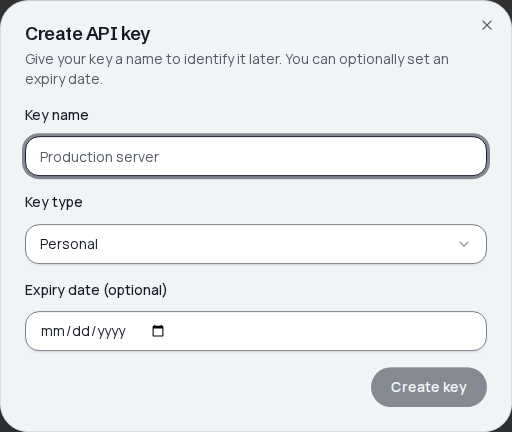 Create API key
Give your key a name to identify it later. You can optionally set an
expiry date.
Key name
Production server
Key type
Personal
Expiry date (optional)
mm/dd/yyyy
Create key